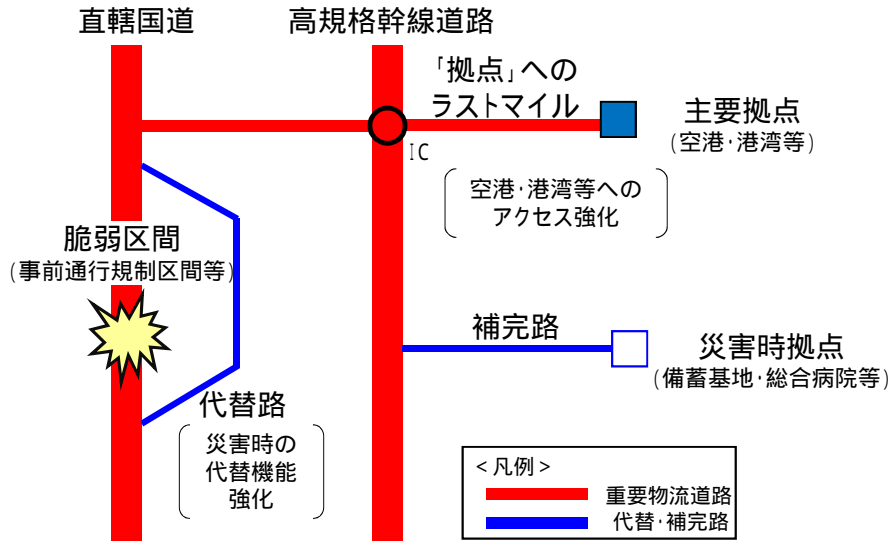 直轄国道
高規格幹線道路
「拠点」への
ラストマイル
主要拠点
(空港・港湾等)
IC
空港・港湾等への
アクセス強化
脆弱区間
(事前通行規制区間等)
補完路
災害時拠点
(備蓄基地・総合病院等)
代替路
災害時の
代替機能
強化
<凡例>
重要物流道路
代替・補完路